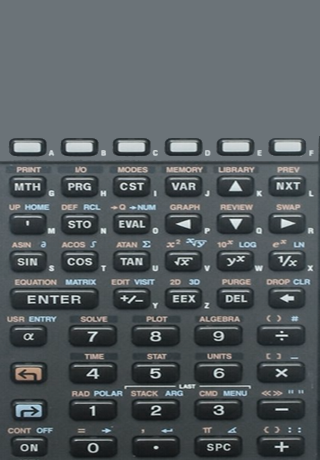 A B C D E F
PRINT I/O MODES MEMORY LIBRARY PREV
MTH G PRG H CST I VAR J ▲ K NXT L
UP HOME DEF RCL →Q →NUM GRAPH REVIEW SWAP
' M STO N EVAL O ◀ P ▼ Q ▶ R
ASIN ∂ ACOS ∫ ATAN Σ x² ˣ√y 10ˣ LOG eˣ LN
SIN S COS T TAN U √x V yˣ W 1/x X
EQUATION MATRIX EDIT VISIT 2D 3D PURGE DROP CLR
ENTER +/− Y EEX Z DEL ←
USR ENTRY SOLVE PLOT ALGEBRA ( ) #
α 7 8 9 ÷
TIME STAT UNITS [ ] _
4 5 6 ×
RAD POLAR STACK ARG LAST CMD MENU « » " "
1 2 3 −
CONT OFF = → , ↵ π ∡ { } : :
ON 0 . SPC +